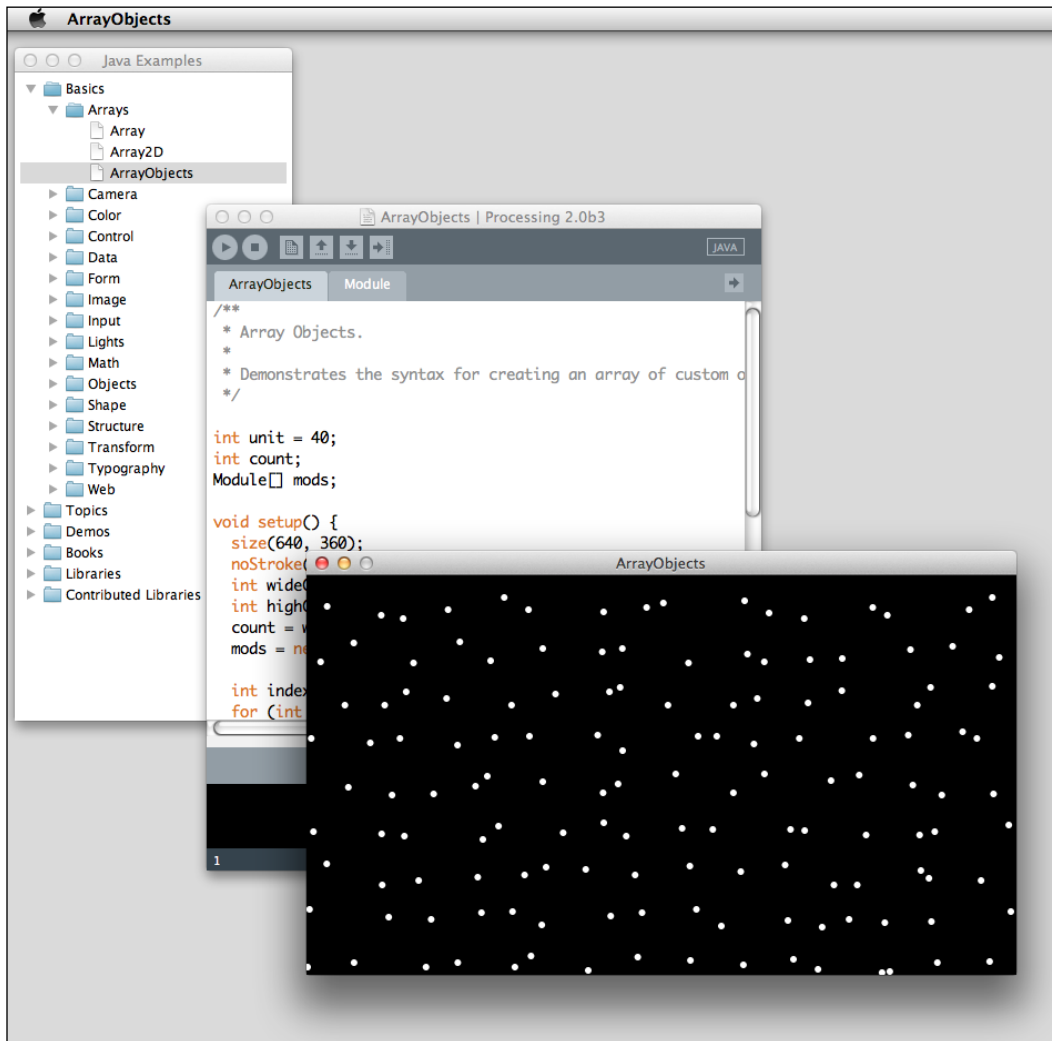 ArrayObjects
Java Examples
Basics
Arrays
Array
Array2D
ArrayObjects
Camera
Color
Control
Data
Form
Image
Input
Lights
Math
Objects
Shape
Structure
Transform
Typography
Web
Topics
Demos
Books
Libraries
Contributed Libraries
ArrayObjects | Processing 2.0b3
JAVA
ArrayObjects Module
/**
* Array Objects.
*
* Demonstrates the syntax for creating an array of custom o
*/
int unit = 40;
int count;
Module[] mods;
void setup() {
size(640, 360);
noStroke(
int wide
int high
count =
mods = ne
int index
for (int
1
ArrayObjects